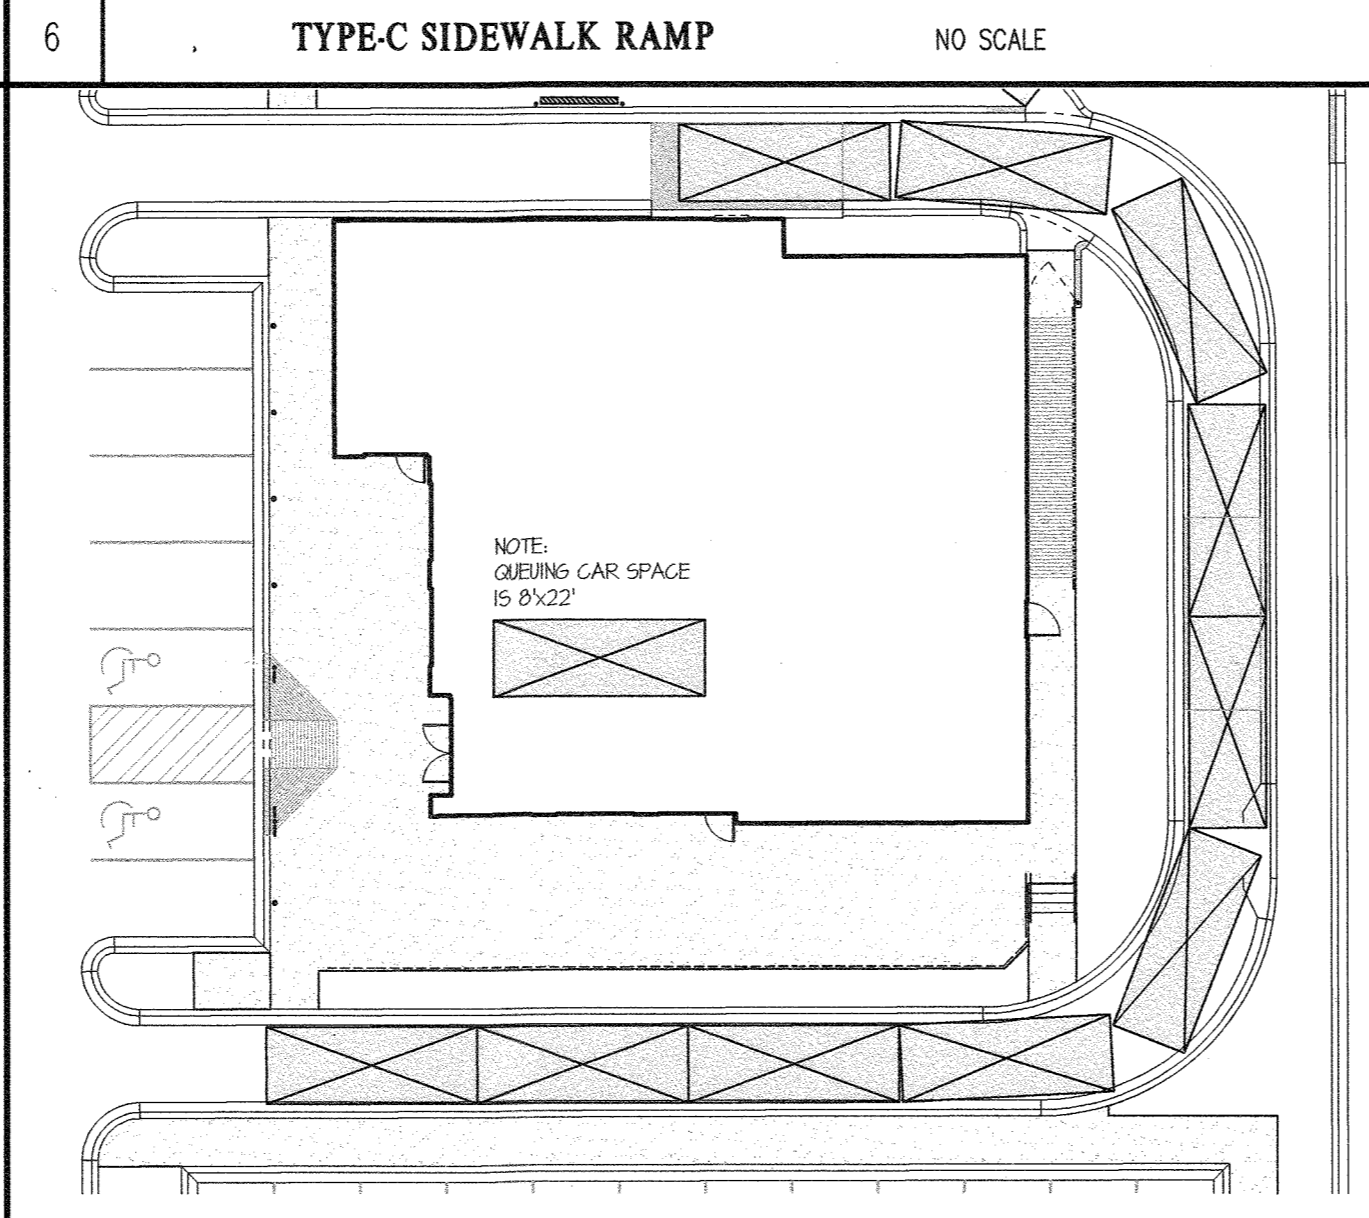 6
TYPE-C SIDEWALK RAMP
NO SCALE
NOTE:
QUEUING CAR SPACE
IS 8'x22'